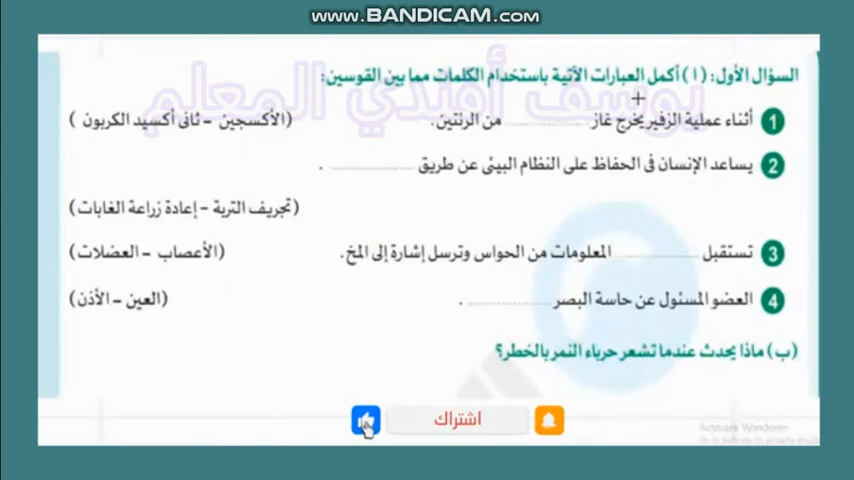 WWW.BANDICAM.COM
السؤال الأول: (ا) أكمل العبارات الآتية باستخدام الكلمات مما بين القوسين:
يوسف أفندي المعلم
1 أثناء عملية الزفير يخرج غاز ............ من الرئتين. (الأكسجين - ثانى أكسيد الكربون )
2 يساعد الإنسان فى الحفاظ على النظام البيئى عن طريق ............ .
(تجريف التربة - إعادة زراعة الغابات)
3 تستقبل ............ المعلومات من الحواس وترسل إشارة إلى المخ. (الأعصاب - العضلات)
4 العضو المسئول عن حاسة البصر ............ . (العين - الأذن)
(ب) ماذا يحدث عندما تشعر حرباء النمر بالخطر؟
اشتراك
Activate Windows